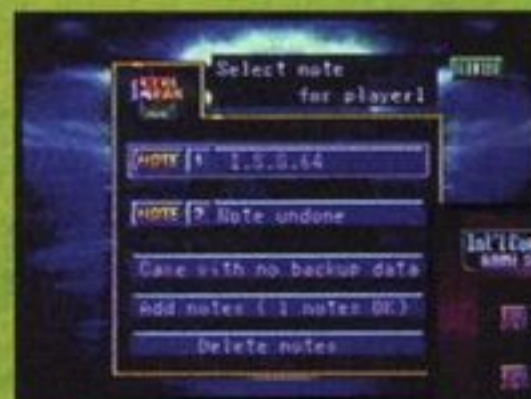 Select note
for player1
NOTE 1 I.S.S.64
NOTE 2 Note undone
Game with no backup data
Add notes ( 1 notes OK)
Delete notes